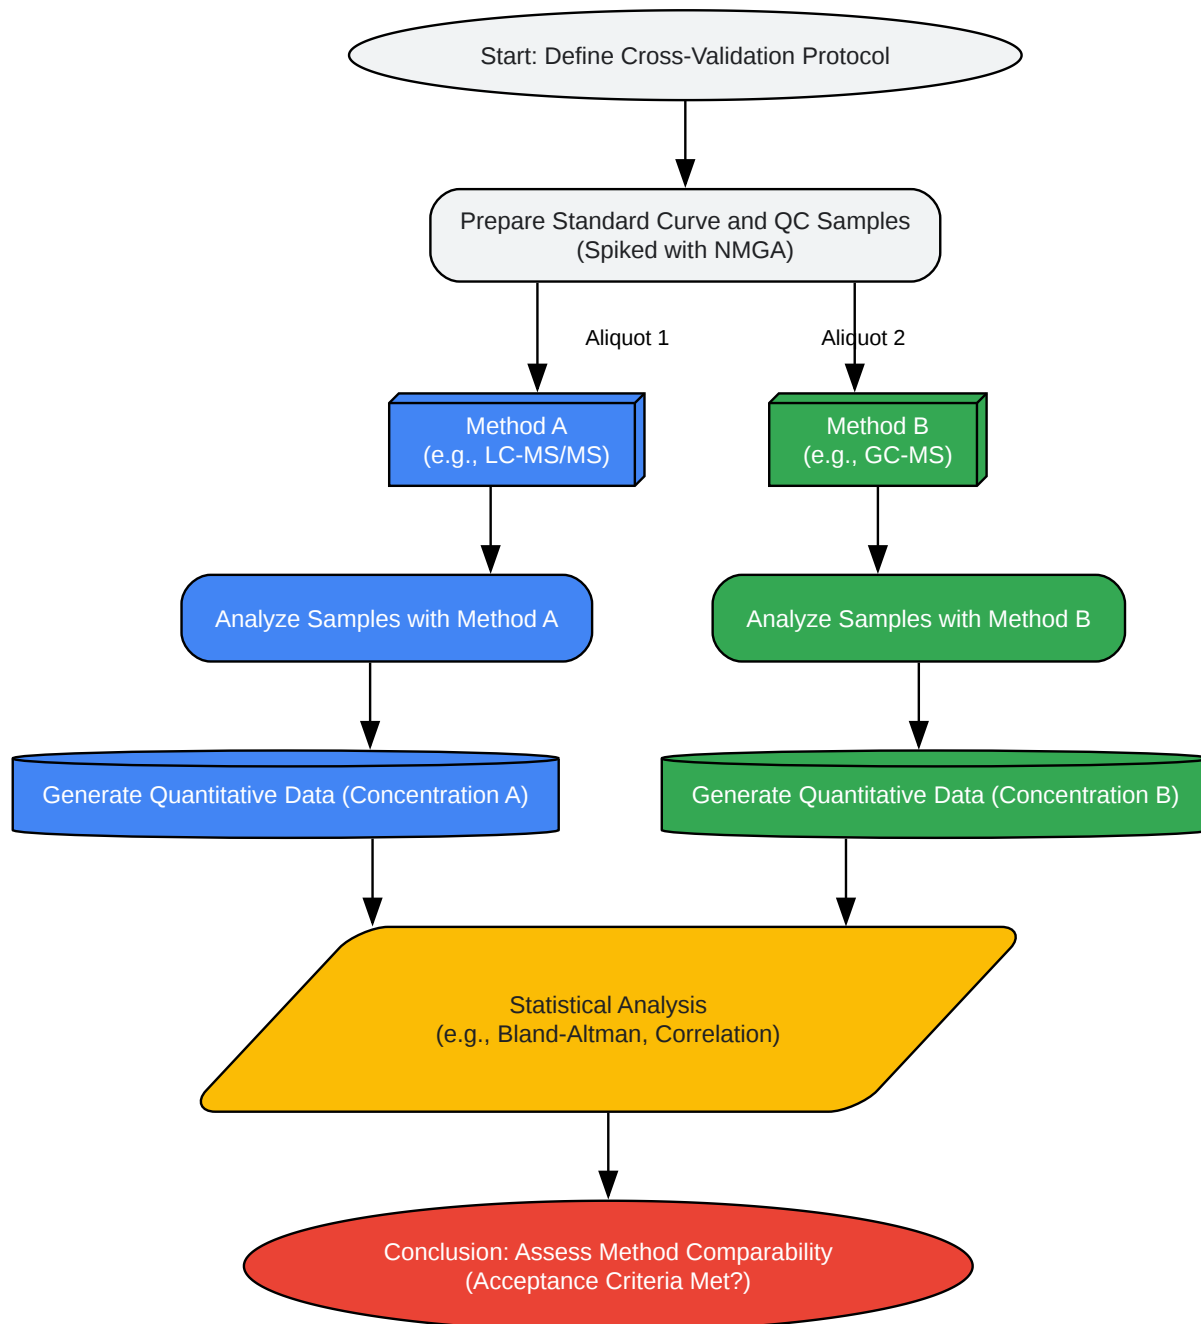 Start: Define Cross-Validation Protocol
Prepare Standard Curve and QC Samples
(Spiked with NMGA)
Aliquot 1
Aliquot 2
Method A
(e.g., LC-MS/MS)
Method B
(e.g., GC-MS)
Analyze Samples with Method A
Analyze Samples with Method B
Generate Quantitative Data (Concentration A)
Generate Quantitative Data (Concentration B)
Statistical Analysis
(e.g., Bland-Altman, Correlation)
Conclusion: Assess Method Comparability
(Acceptance Criteria Met?)